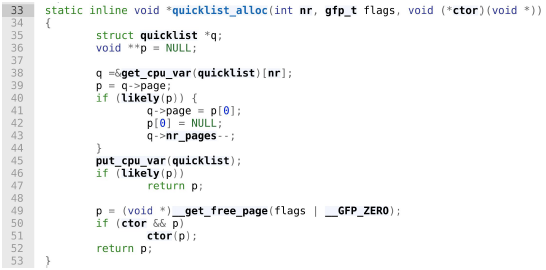 33 static inline void *quicklist_alloc(int nr, gfp_t flags, void (*ctor)(void *))
34 {
35         struct quicklist *q;
36         void **p = NULL;
37
38         q =&get_cpu_var(quicklist)[nr];
39         p = q->page;
40         if (likely(p)) {
41                 q->page = p[0];
42                 p[0] = NULL;
43                 q->nr_pages--;
44         }
45         put_cpu_var(quicklist);
46         if (likely(p))
47                 return p;
48
49         p = (void *)__get_free_page(flags | __GFP_ZERO);
50         if (ctor && p)
51                 ctor(p);
52         return p;
53 }